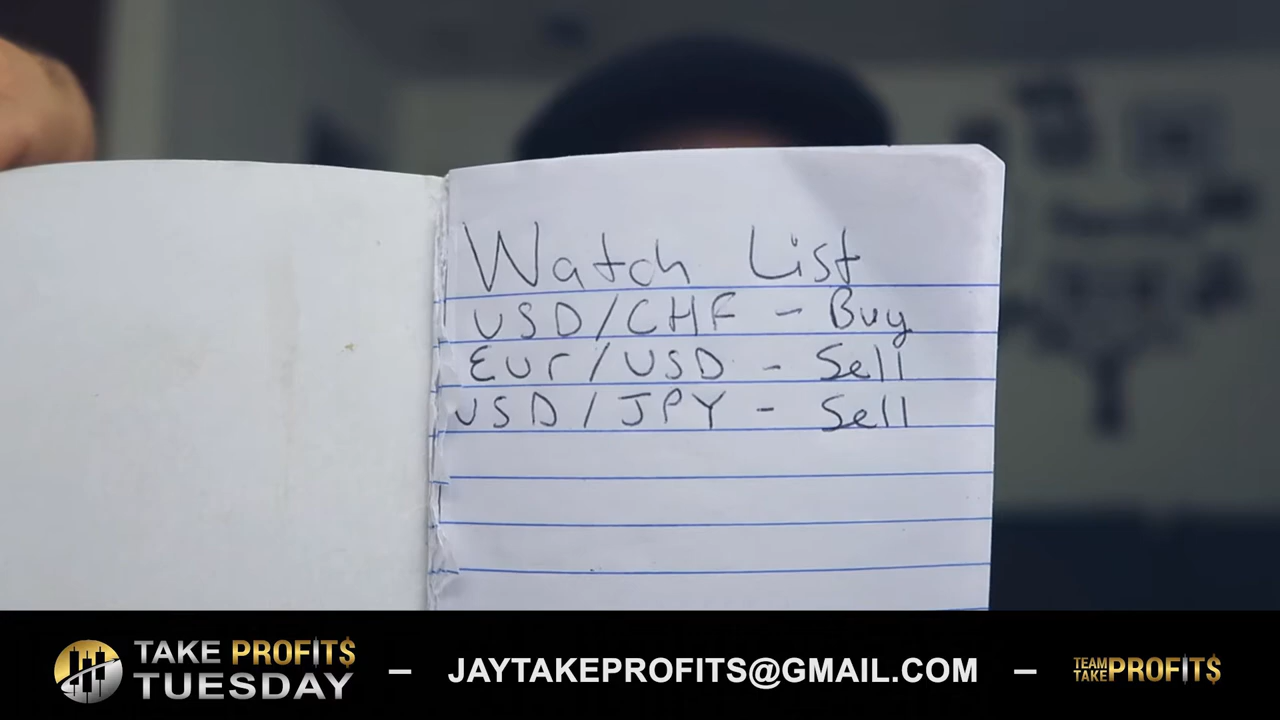 Watch List
USD/CHF - Buy
Eur/USD - Sell
USD/JPY - Sell
TAKE PROFIT$ TUESDAY
- JAYTAKEPROFITS@GMAIL.COM -
TEAM TAKE PROFIT$